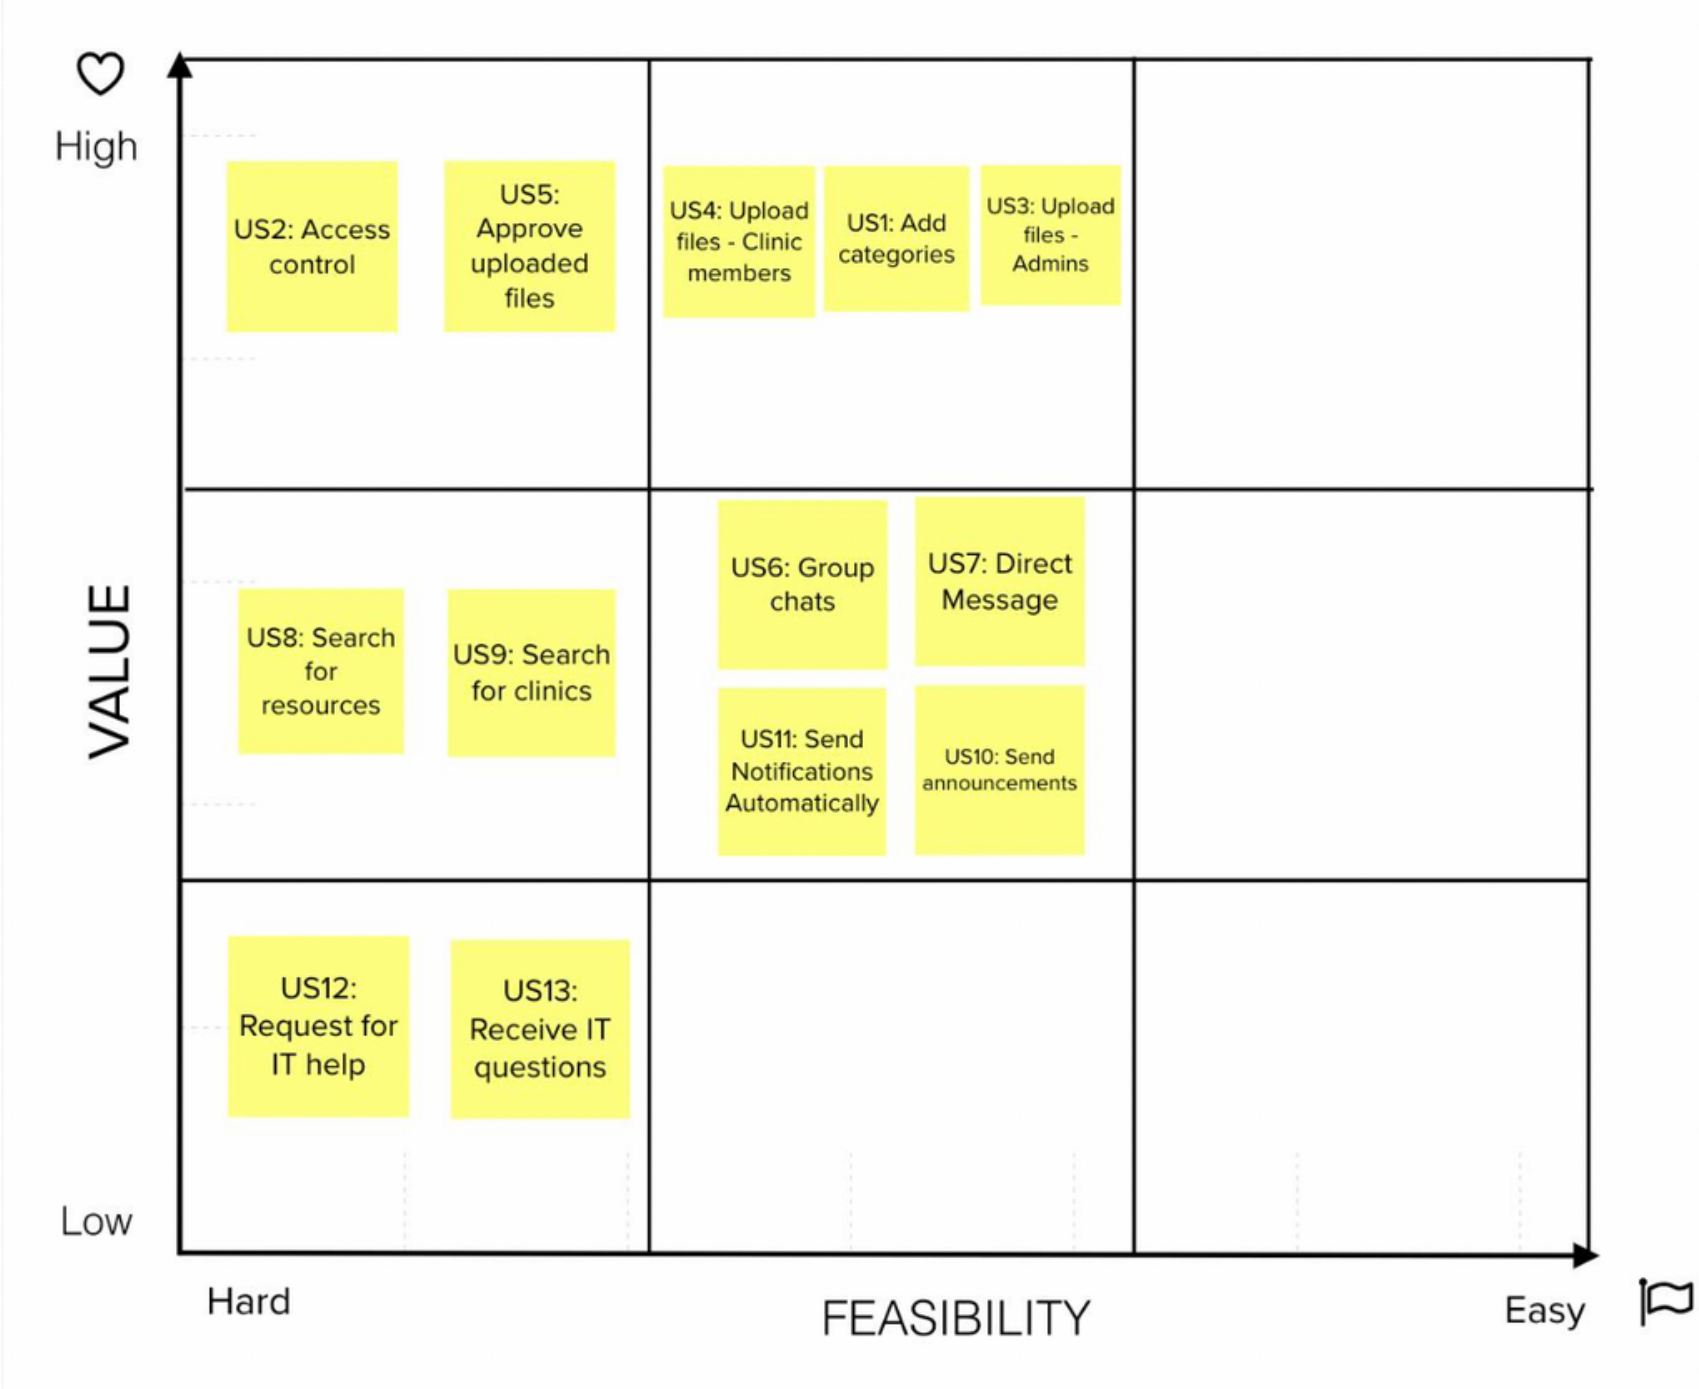 High
US2: Access
control
US5:
Approve
uploaded
files
US4: Upload
files - Clinic
members
US1: Add
categories
US3: Upload
files -
Admins
VALUE
US8: Search
for
resources
US9: Search
for clinics
US6: Group
chats
US7: Direct
Message
US11: Send
Notifications
Automatically
US10: Send
announcements
US12:
Request for
IT help
US13:
Receive IT
questions
Low
Hard
FEASIBILITY
Easy